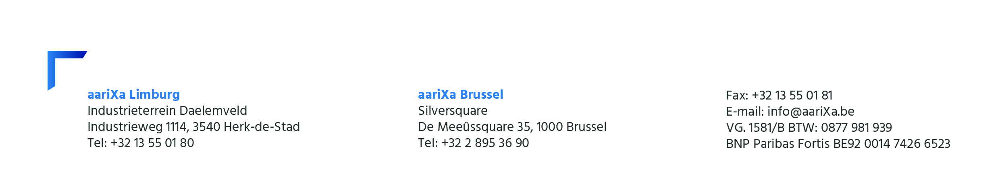 aariXa Limburg
Industrieterrein Daelemveld
Industrieweg 1114, 3540 Herk-de-Stad
Tel: +32 13 55 01 80
aariXa Brussel
Silversquare
De Meeûssquare 35, 1000 Brussel
Tel: +32 2 895 36 90
Fax: +32 13 55 01 81
E-mail: info@aariXa.be
VG. 1581/B BTW: 0877 981 939
BNP Paribas Fortis BE92 0014 7426 6523